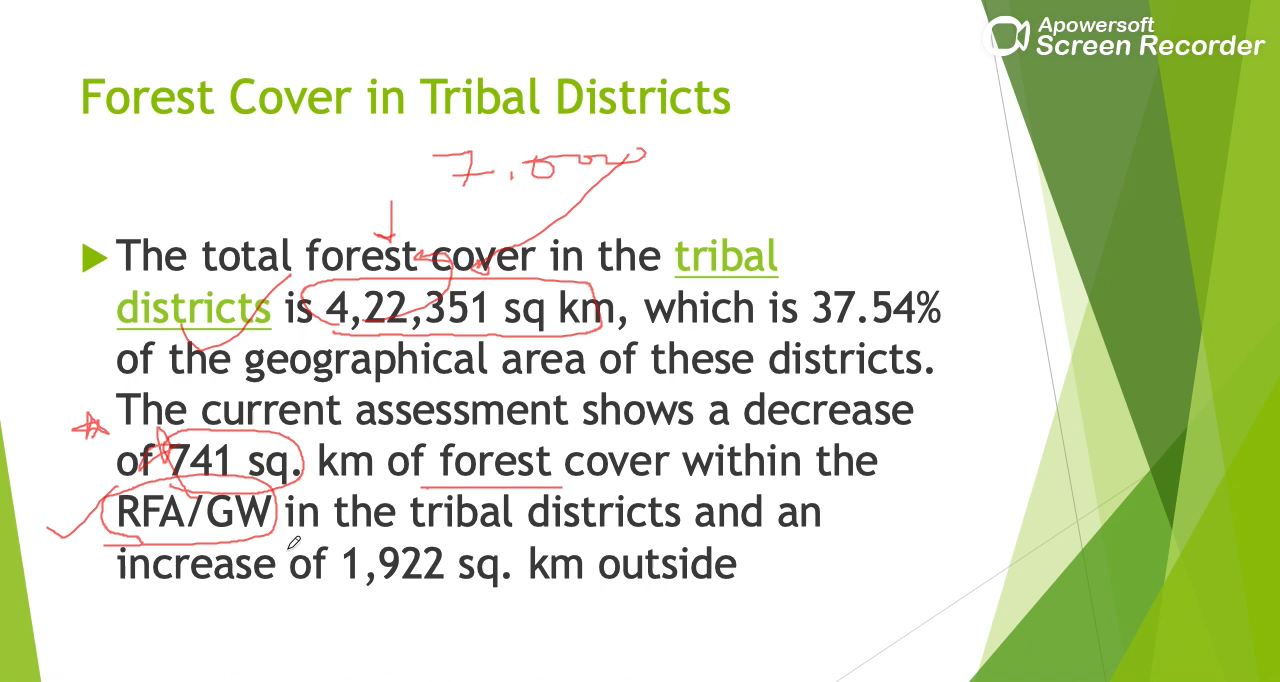 Apowersoft
Screen Recorder
Forest Cover in Tribal Districts
The total forest cover in the tribal
districts is 4,22,351 sq km, which is 37.54%
of the geographical area of these districts.
The current assessment shows a decrease
of 741 sq. km of forest cover within the
RFA/GW in the tribal districts and an
increase of 1,922 sq. km outside